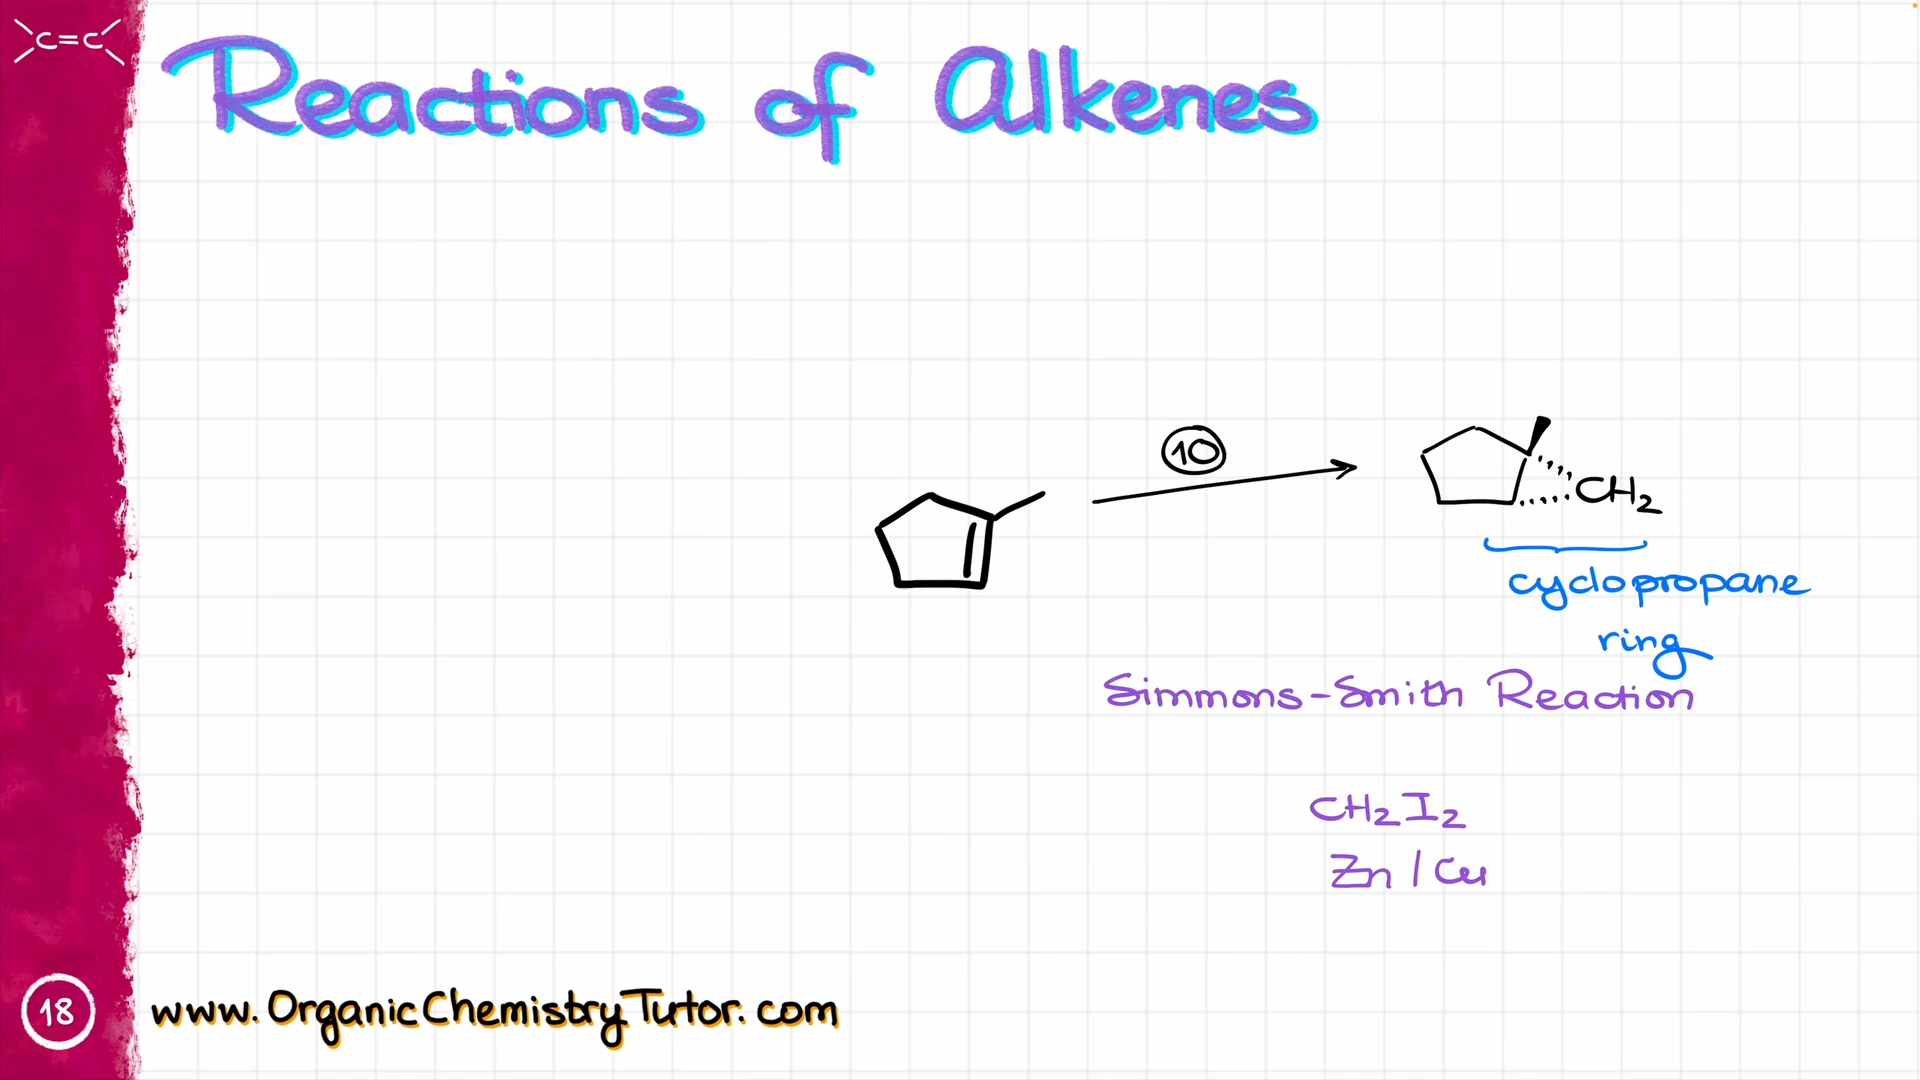 C=C
Reactions of Alkenes
10
CH2
cyclopropane
ring
Simmons-Smith Reaction
CH2I2
Zn/Cu
18
www.OrganicChemistryTutor.com